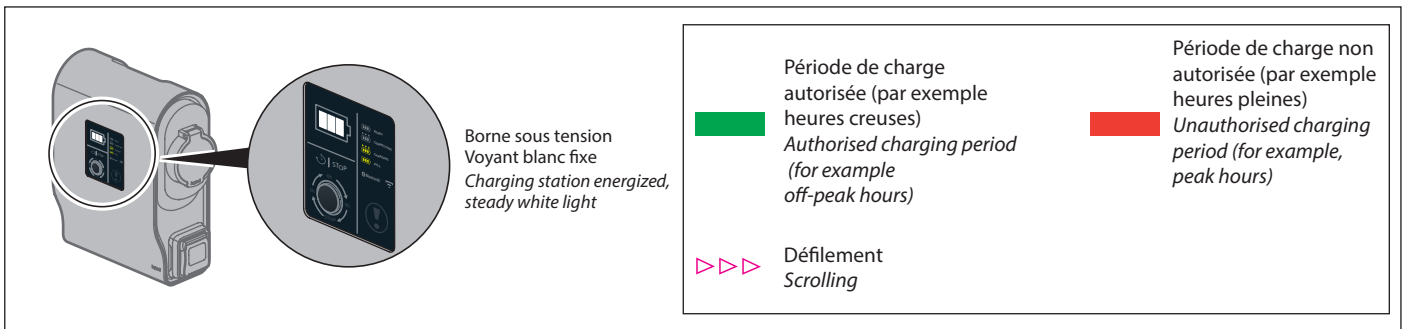 STOP
Borne sous tension
Voyant blanc fixe
Charging station energized,
steady white light
Période de charge
autorisée (par exemple
heures creuses)
Authorised charging period
(for example
off-peak hours)
Période de charge non
autorisée (par exemple
heures pleines)
Unauthorised charging
period (for example,
peak hours)
Défilement
Scrolling